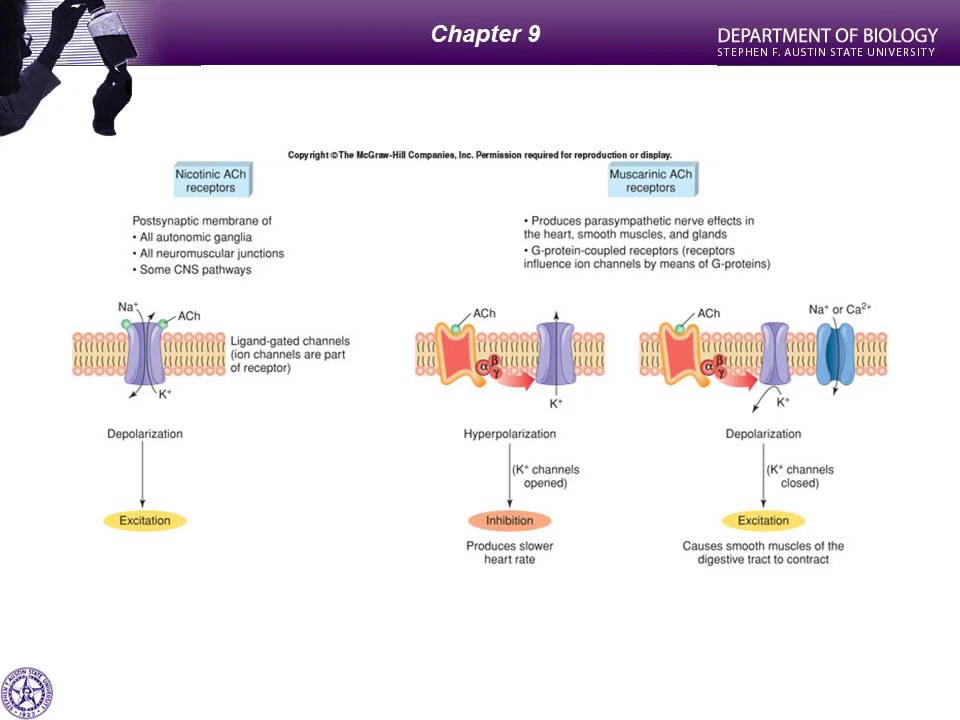 Chapter 9
DEPARTMENT OF BIOLOGY
STEPHEN F. AUSTIN STATE UNIVERSITY
Copyright ©The McGraw-Hill Companies, Inc. Permission required for reproduction or display.
Nicotinic ACh
receptors
Postsynaptic membrane of
• All autonomic ganglia
• All neuromuscular junctions
• Some CNS pathways
Na⁺
ACh
Ligand-gated channels
(ion channels are part
of receptor)
K⁺
Depolarization
Excitation
Muscarinic ACh
receptors
• Produces parasympathetic nerve effects in
the heart, smooth muscles, and glands
• G-protein-coupled receptors (receptors
influence ion channels by means of G-proteins)
ACh
α
β
γ
K⁺
Hyperpolarization
(K⁺ channels
opened)
Inhibition
Produces slower
heart rate
ACh
Na⁺ or Ca²⁺
α
β
γ
K⁺
Depolarization
(K⁺ channels
closed)
Excitation
Causes smooth muscles of the
digestive tract to contract
STEPHEN F. AUSTIN STATE UNIVERSITY
1923